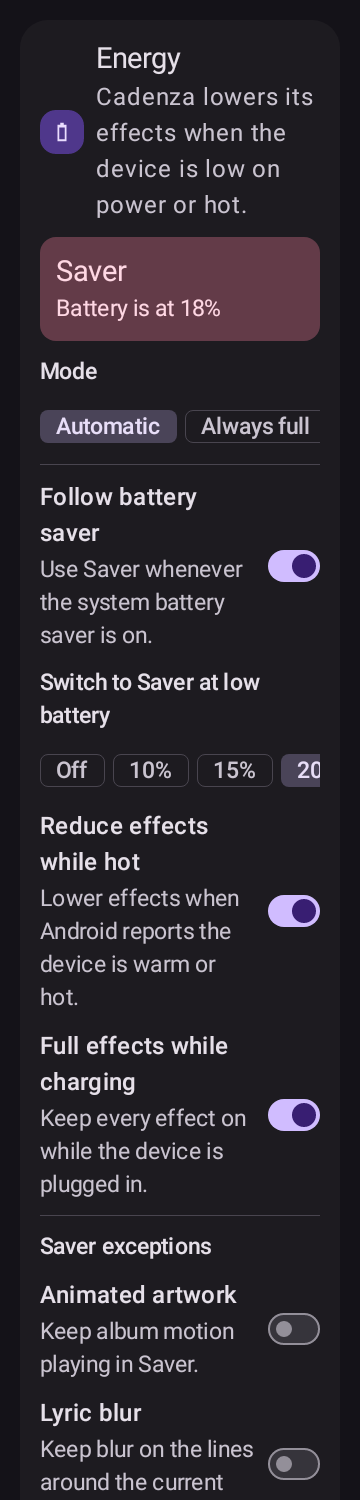 Energy
Cadenza lowers its
effects when the
device is low on
power or hot.
Saver
Battery is at 18%
Mode
Automatic
Always full
Follow battery
saver
Use Saver whenever
the system battery
saver is on.
Switch to Saver at low
battery
Off
10%
15%
20
Reduce effects
while hot
Lower effects when
Android reports the
device is warm or
hot.
Full effects while
charging
Keep every effect on
while the device is
plugged in.
Saver exceptions
Animated artwork
Keep album motion
playing in Saver.
Lyric blur
Keep blur on the lines
around the current